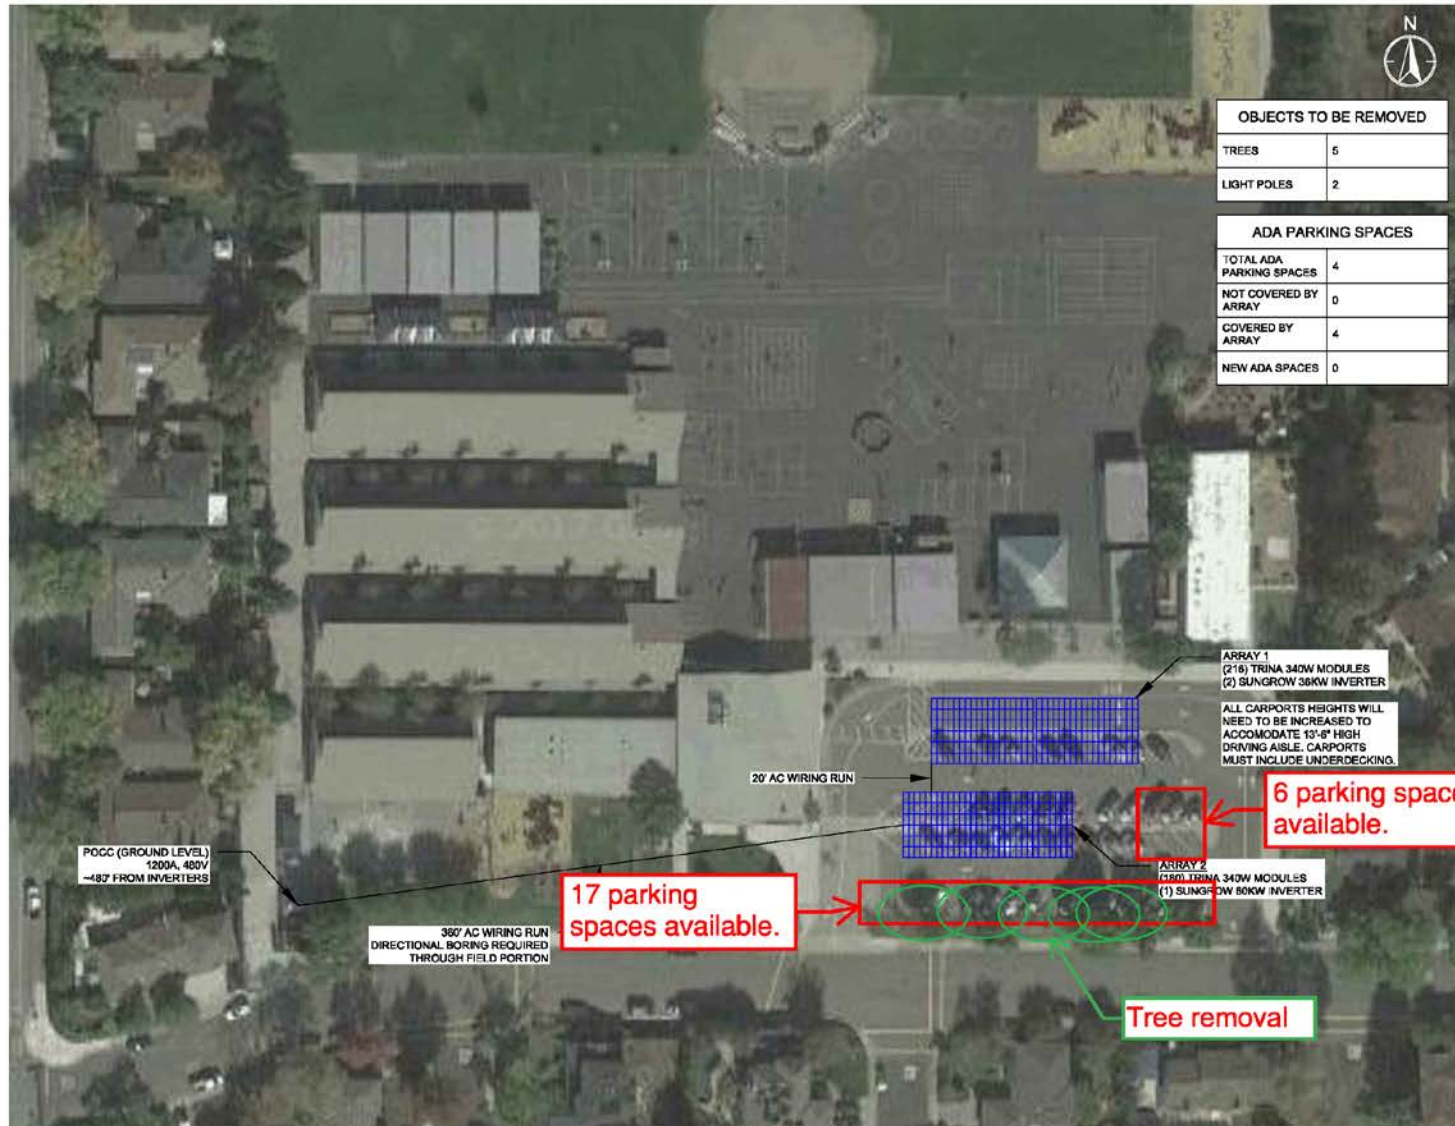 N
OBJECTS TO BE REMOVED
TREES 5
LIGHT POLES 2
ADA PARKING SPACES
TOTAL ADA
PARKING SPACES 4
NOT COVERED BY
ARRAY 0
COVERED BY
ARRAY 4
NEW ADA SPACES 0
ARRAY 1
(216) TRINA 340W MODULES
(2) SUNGROW 36KW INVERTER
ALL CARPORTS HEIGHTS WILL
NEED TO BE INCREASED TO
ACCOMODATE 13'-6" HIGH
DRIVING AISLE. CARPORTS
MUST INCLUDE UNDERDECKING.
20' AC WIRING RUN
6 parking spac
available.
POCC (GROUND LEVEL)
1200A, 480V
~480' FROM INVERTERS
ARRAY 2
(180) TRINA 340W MODULES
(1) SUNGROW 60KW INVERTER
17 parking
spaces available.
360' AC WIRING RUN
DIRECTIONAL BORING REQUIRED
THROUGH FIELD PORTION
Tree removal